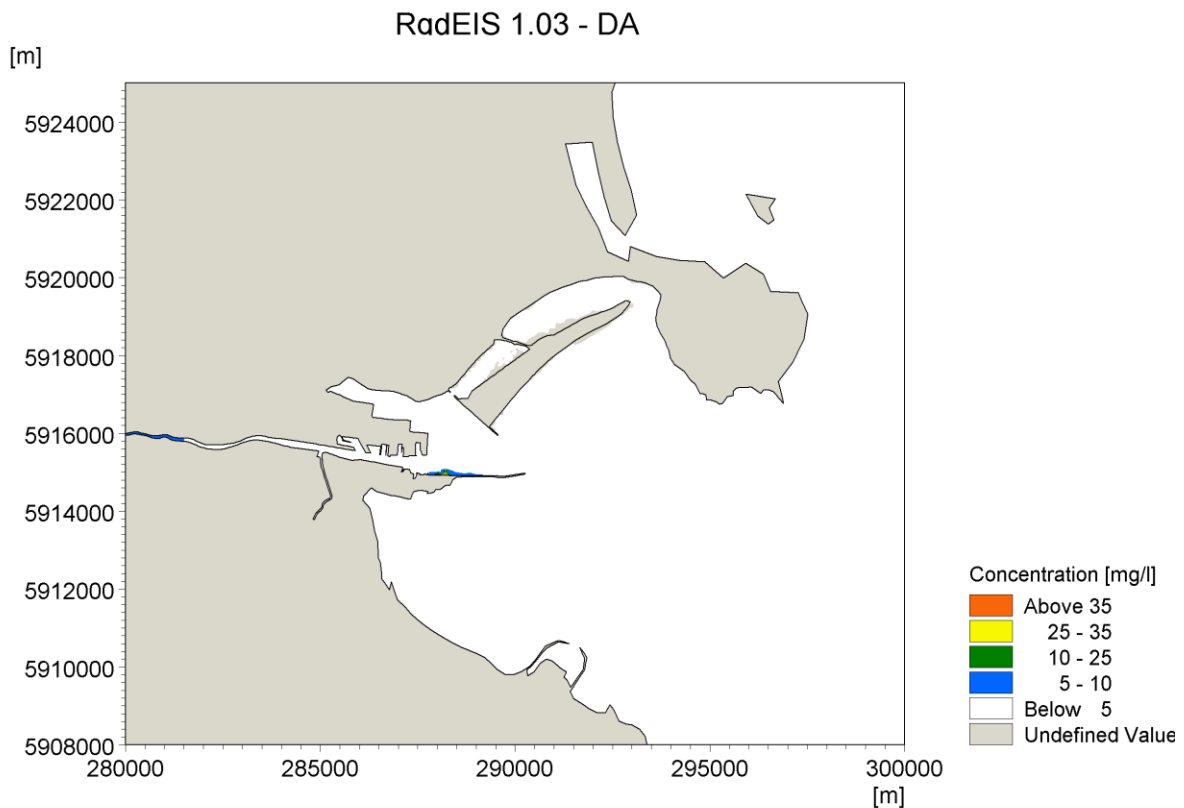 RadEIS 1.03 - DA
[m]
5924000
5922000
5920000
5918000
5916000
5914000
5912000
5910000
5908000
280000 285000 290000 295000 300000
[m]
Concentration [mg/l]
Above 35
25 - 35
10 - 25
5 - 10
Below 5
Undefined Value